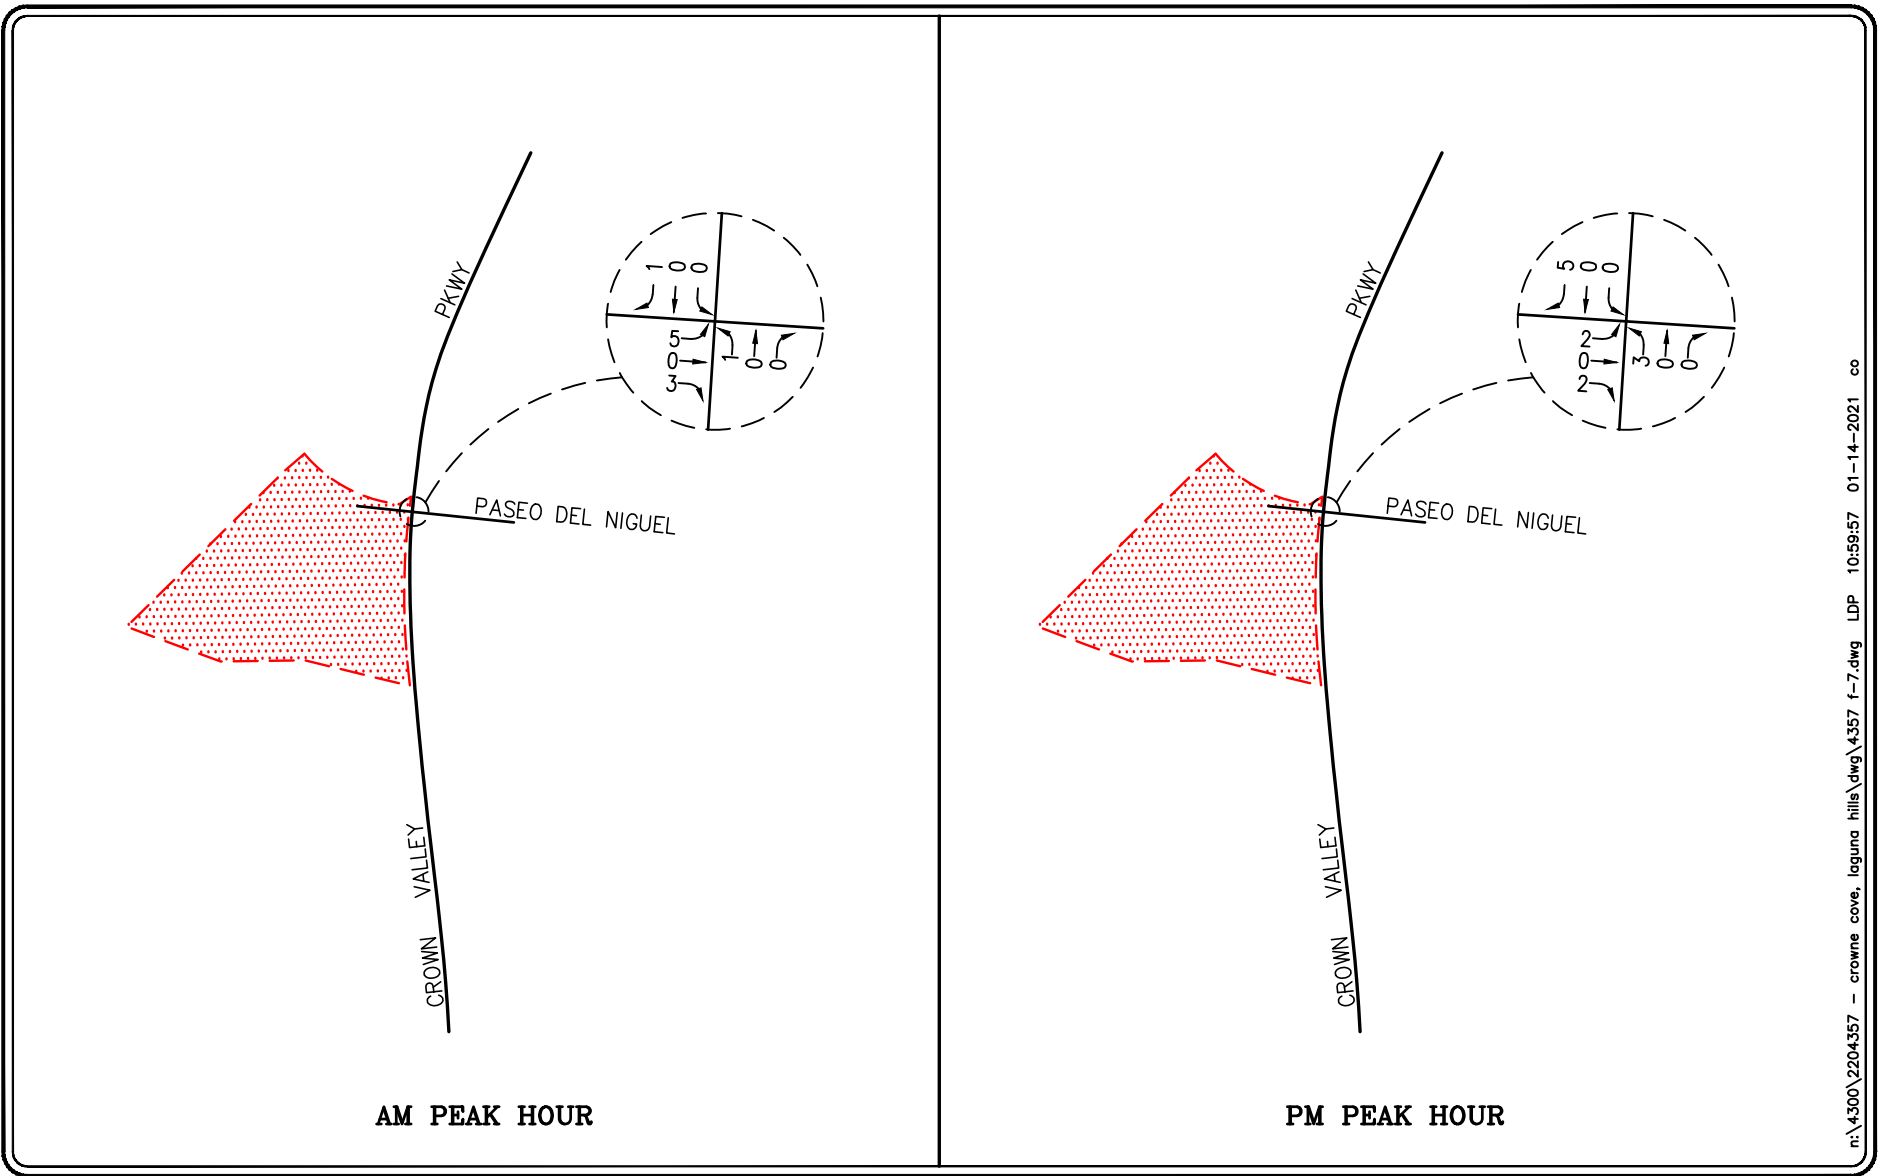 PKWY
1 0 0
5
0
3
1 0 0
PASEO DEL NIGUEL
CROWN VALLEY
AM PEAK HOUR
PKWY
5 0 0
2
0
2
3 0 0
PASEO DEL NIGUEL
CROWN VALLEY
PM PEAK HOUR
n:\4300\2204357 - crowne cove, laguna hills\dwg\4357 f-7.dwg LDP 10:59:57 01-14-2021 co